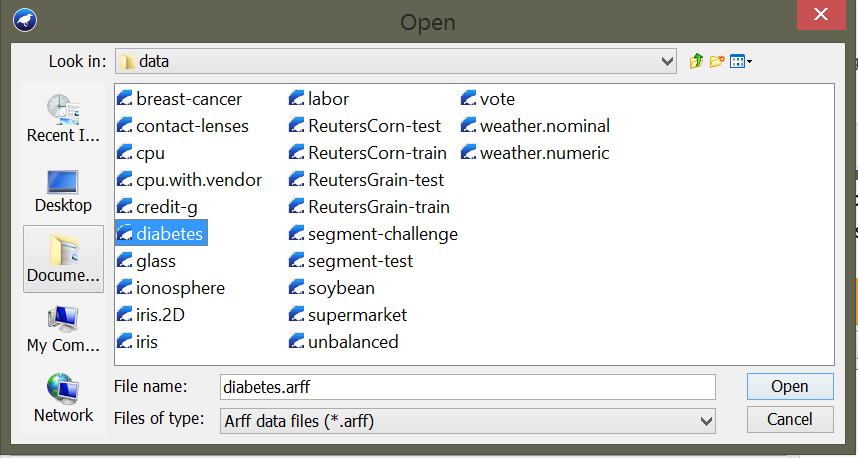 Open
Look in: data
breast-cancer
contact-lenses
cpu
cpu.with.vendor
credit-g
diabetes
glass
ionosphere
iris.2D
iris
labor
ReutersCorn-test
ReutersCorn-train
ReutersGrain-test
ReutersGrain-train
segment-challenge
segment-test
soybean
supermarket
unbalanced
vote
weather.nominal
weather.numeric
Recent I...
Desktop
Docume...
My Com...
Network
File name: diabetes.arff Open
Files of type: Arff data files (*.arff) Cancel